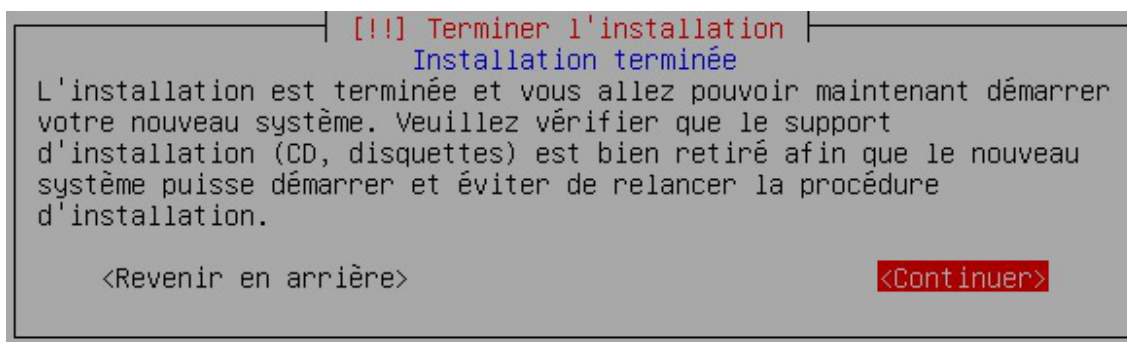 [!!] Terminer l'installation
Installation terminée
L'installation est terminée et vous allez pouvoir maintenant démarrer
votre nouveau système. Veuillez vérifier que le support
d'installation (CD, disquettes) est bien retiré afin que le nouveau
système puisse démarrer et éviter de relancer la procédure
d'installation.
<Revenir en arrière> <Continuer>